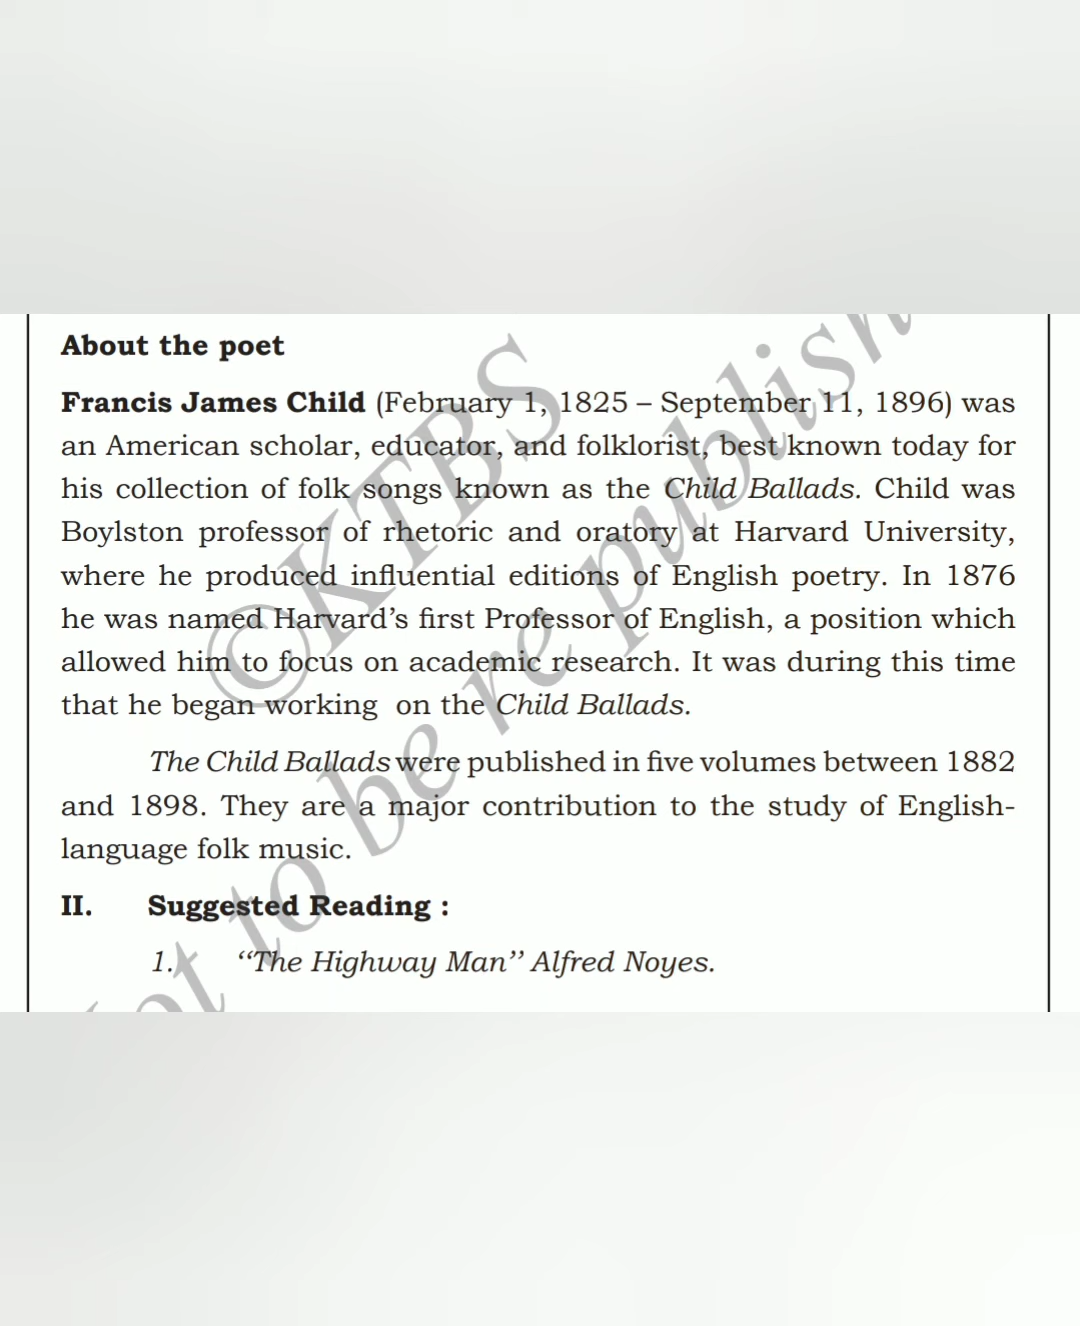 About the poet
Francis James Child (February 1, 1825 – September 11, 1896) was
an American scholar, educator, and folklorist, best known today for
his collection of folk songs known as the Child Ballads. Child was
Boylston professor of rhetoric and oratory at Harvard University,
where he produced influential editions of English poetry. In 1876
he was named Harvard's first Professor of English, a position which
allowed him to focus on academic research. It was during this time
that he began working on the Child Ballads.
The Child Ballads were published in five volumes between 1882
and 1898. They are a major contribution to the study of English-
language folk music.
II. Suggested Reading :
1. “The Highway Man” Alfred Noyes.
©KTBS
to be re publish